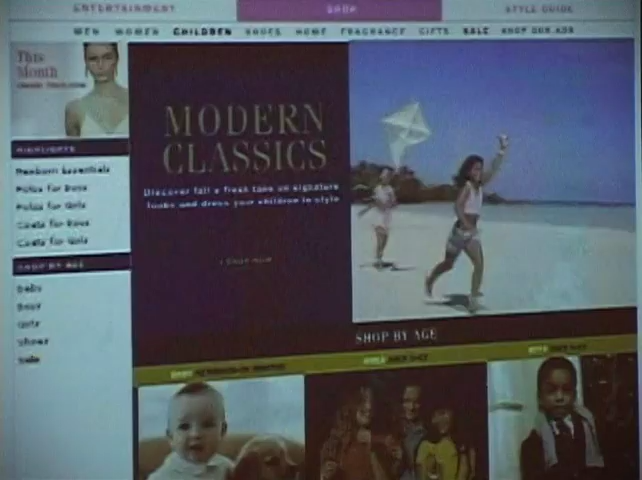 ENTERTAINMENT SHOP STYLE GUIDE
MEN WOMEN CHILDREN SHOES HOME FRAGRANCE GIFTS SALE SHOP OUR ADS
This
Month
HIGHLIGHTS
Newborn Essentials
Polos for Boys
Polos for Girls
Coats for Boys
Coats for Girls
SHOP BY AGE
Baby
Boys
Girls
Shoes
Sale
MODERN
CLASSICS
Discover fall's fresh take on signature
looks and dress your children in style
SHOP BY AGE